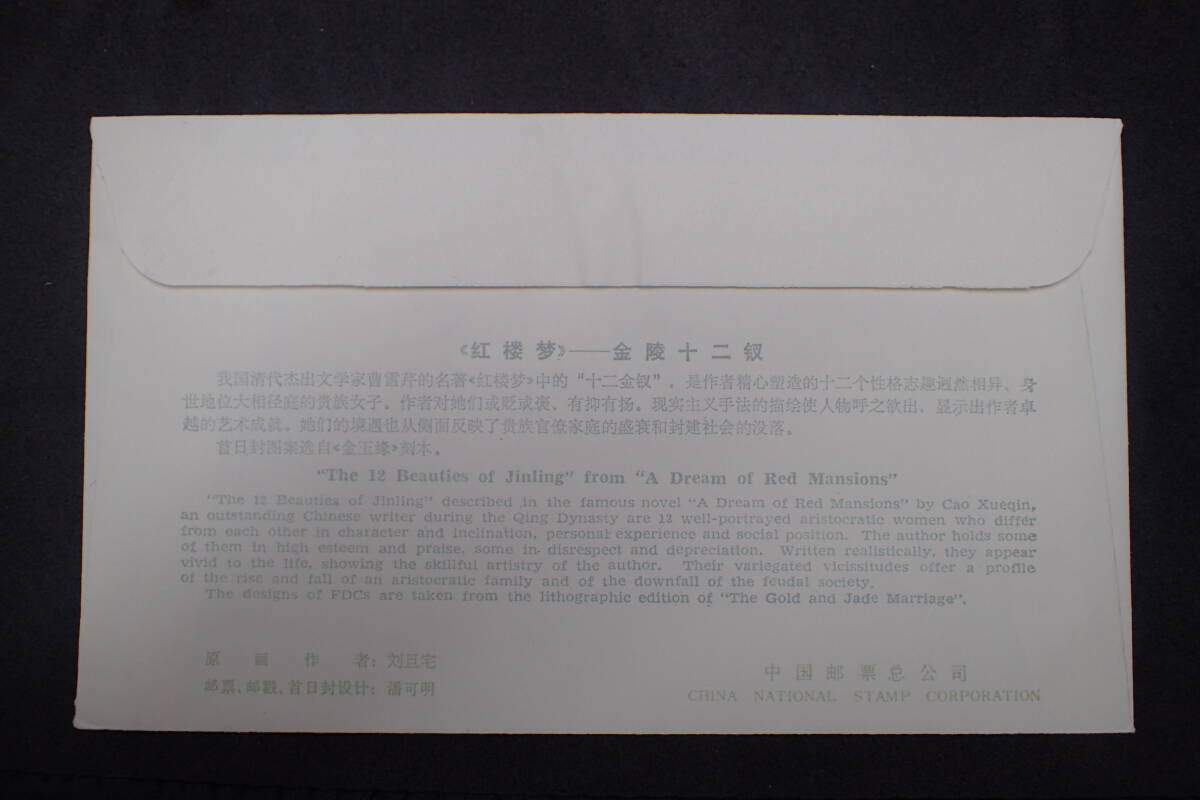 《红楼梦》——金陵十二钗
我国清代杰出文学家曹雪芹的名著《红楼梦》中的“十二金钗”，是作者精心塑造的十二个性格志趣迥然相异、身
世地位大相径庭的贵族女子。作者对她们或贬或褒、有抑有扬。现实主义手法的描绘使人物呼之欲出，显示出作者卓
越的艺术成就。她们的境遇也从侧面反映了贵族官僚家庭的盛衰和封建社会的没落。
首日封图案选自《金玉缘》刻本。
“The 12 Beauties of Jinling” from “A Dream of Red Mansions”
“The 12 Beauties of Jinling” described in the famous novel “A Dream of Red Mansions” by Cao Xueqin,
an outstanding Chinese writer during the Qing Dynasty are 12 well-portrayed aristocratic women who differ
from each other in character and inclination, personal experience and social position. The author holds some
of them in high esteem and praise, some in disrespect and depreciation. Written realistically, they appear
vivid to the life, showing the skillful artistry of the author. Their variegated vicissitudes offer a profile
of the rise and fall of an aristocratic family and of the downfall of the feudal society.
The designs of FDCs are taken from the lithographic edition of “The Gold and Jade Marriage”.
原画作者：刘旦宅
邮票、邮戳、首日封设计：潘可明
中国邮票总公司
CHINA NATIONAL STAMP CORPORATION